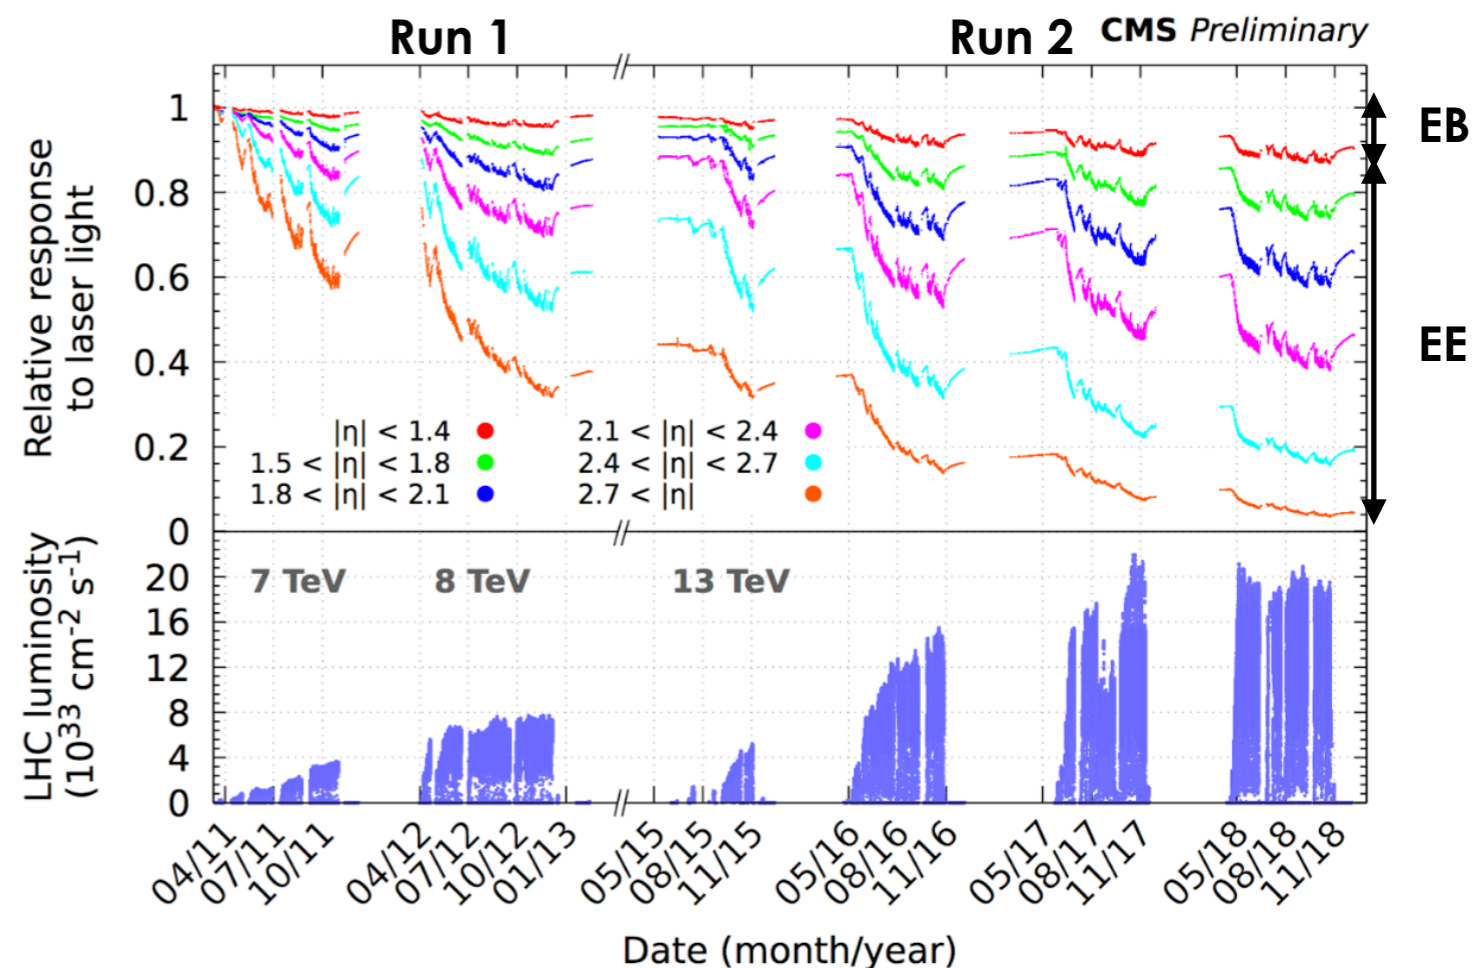 Run 1
Run 2
CMS Preliminary
Relative response
to laser light
1
0.8
0.6
0.4
0.2
0
EB
EE
|η| < 1.4
1.5 < |η| < 1.8
1.8 < |η| < 2.1
2.1 < |η| < 2.4
2.4 < |η| < 2.7
2.7 < |η|
LHC luminosity
(10³³ cm⁻² s⁻¹)
20
16
12
8
4
0
7 TeV
8 TeV
13 TeV
04/11
07/11
10/11
04/12
07/12
10/12
01/13
05/15
08/15
11/15
05/16
08/16
11/16
05/17
08/17
11/17
05/18
08/18
11/18
Date (month/year)